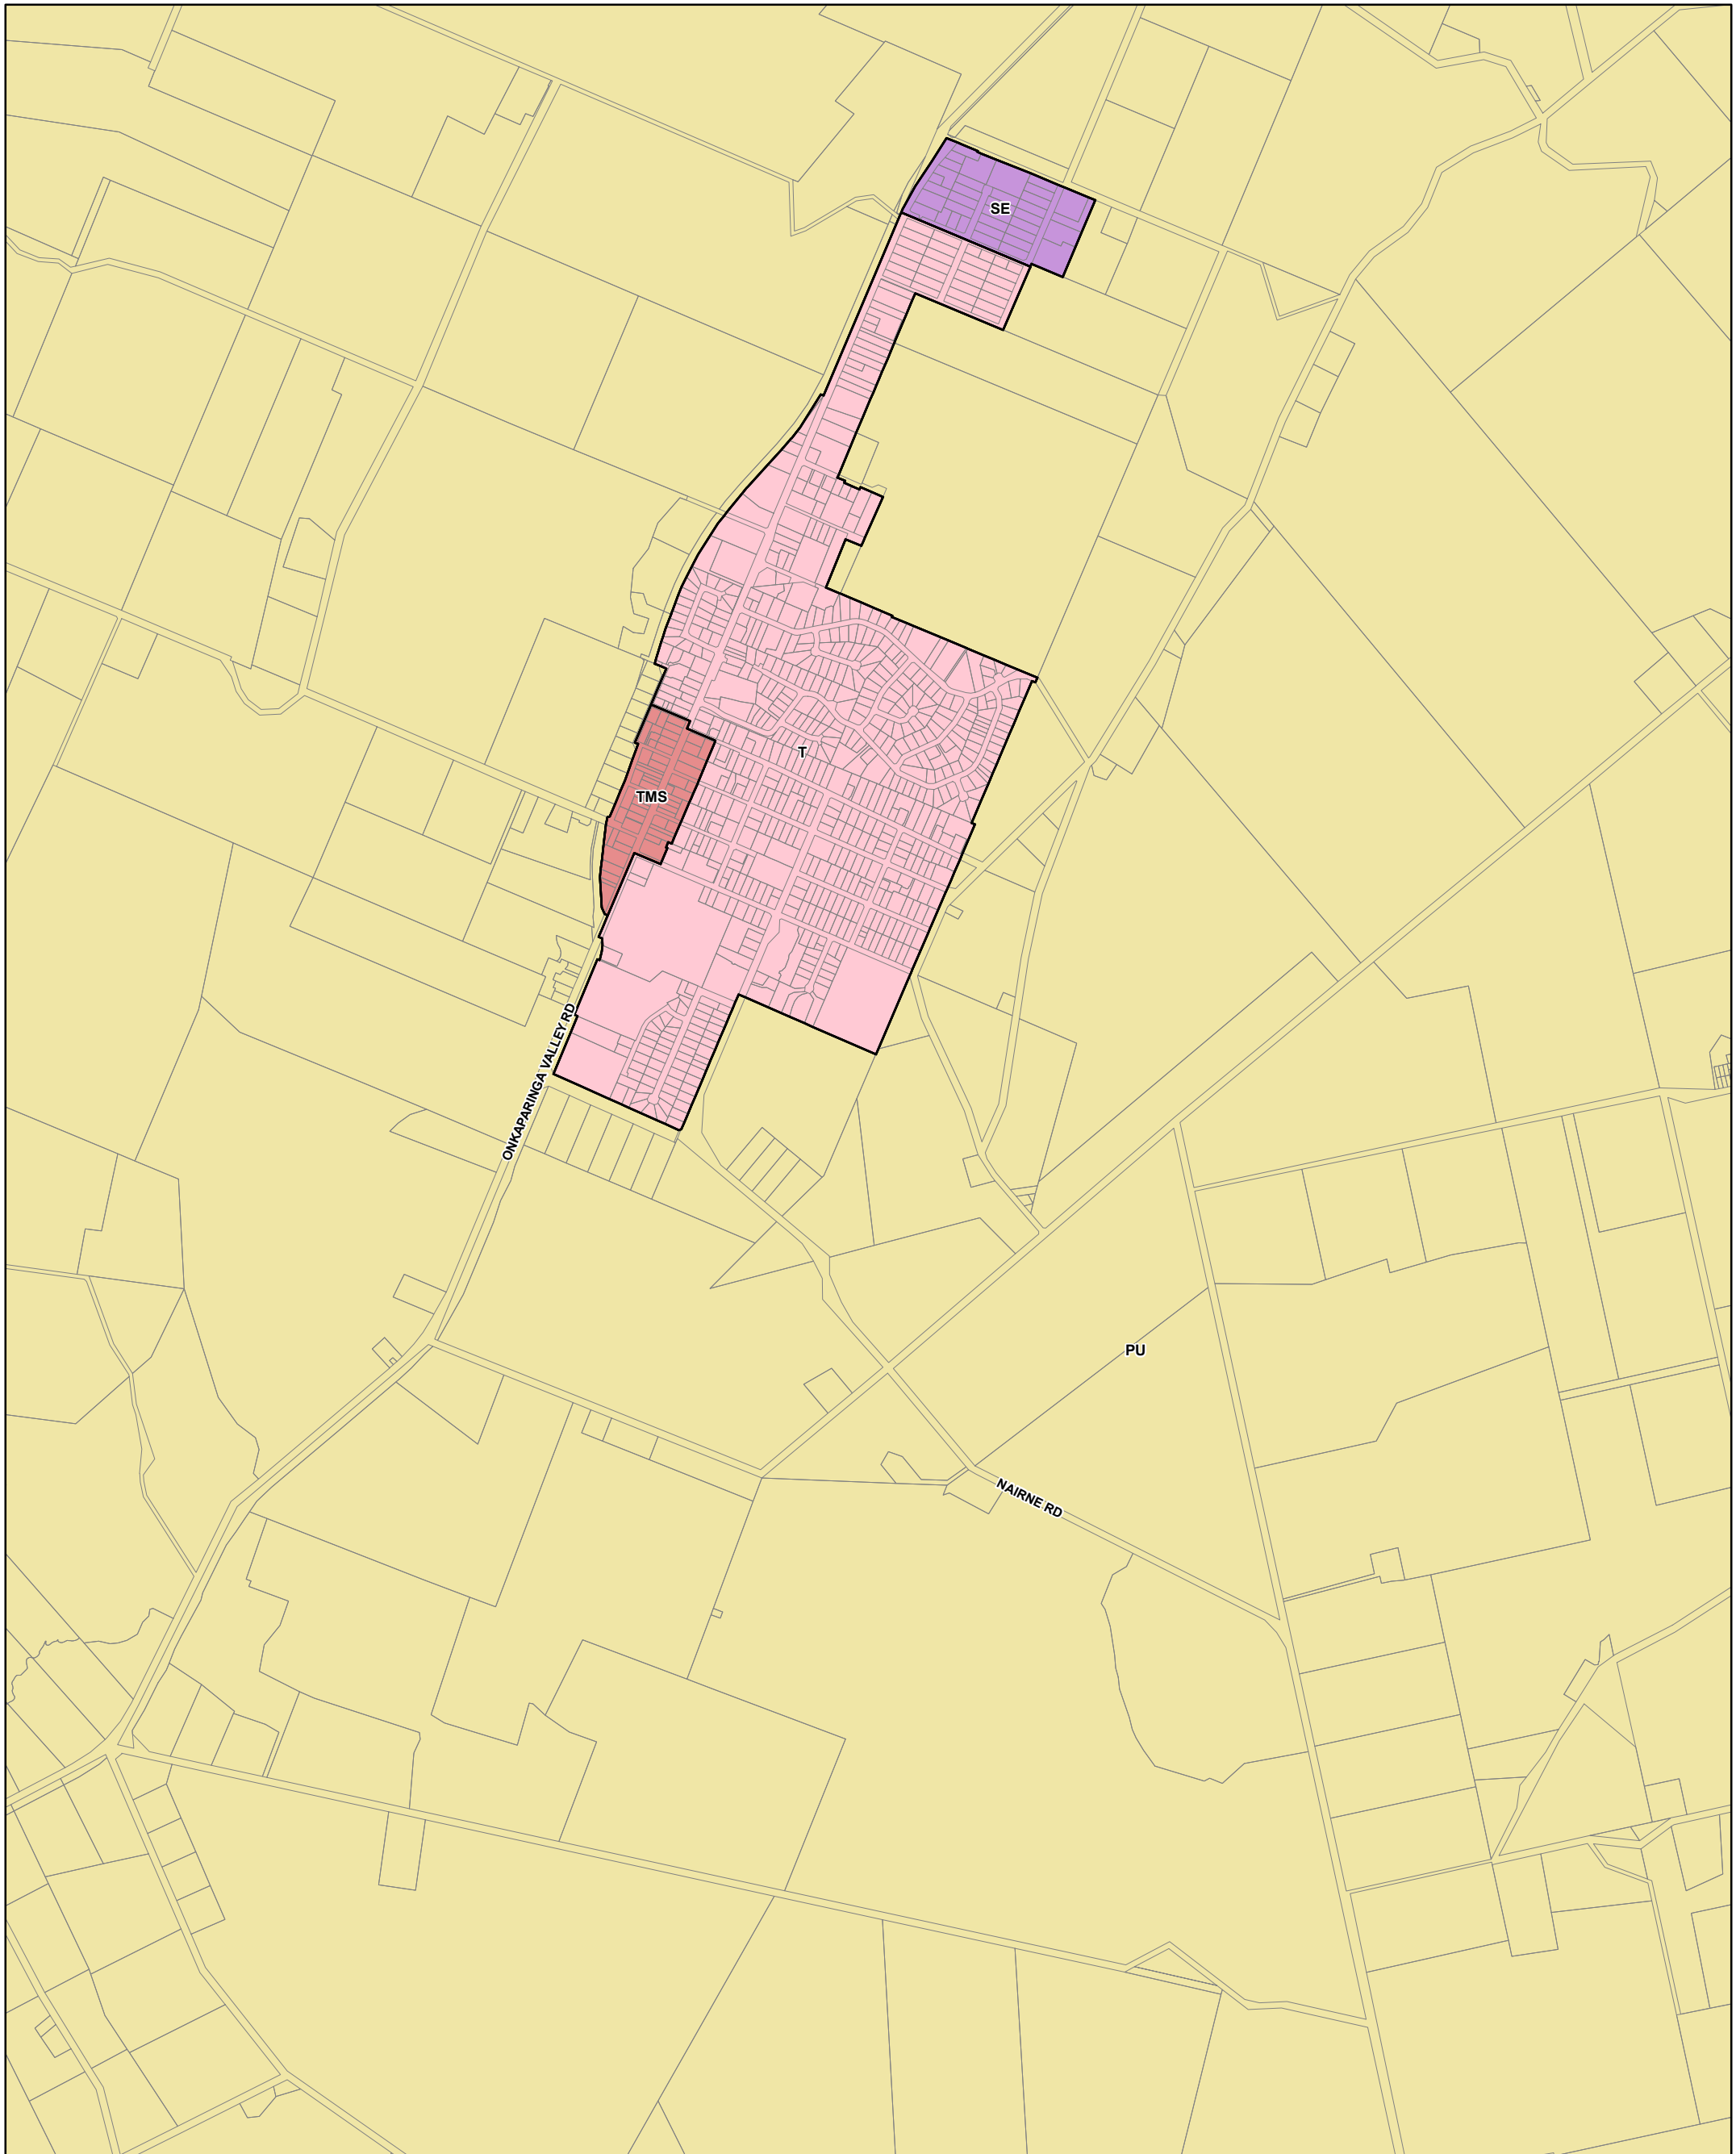 SE
T
TMS
ONKAPARINGA VALLEY RD
PU
NAIRNE RD